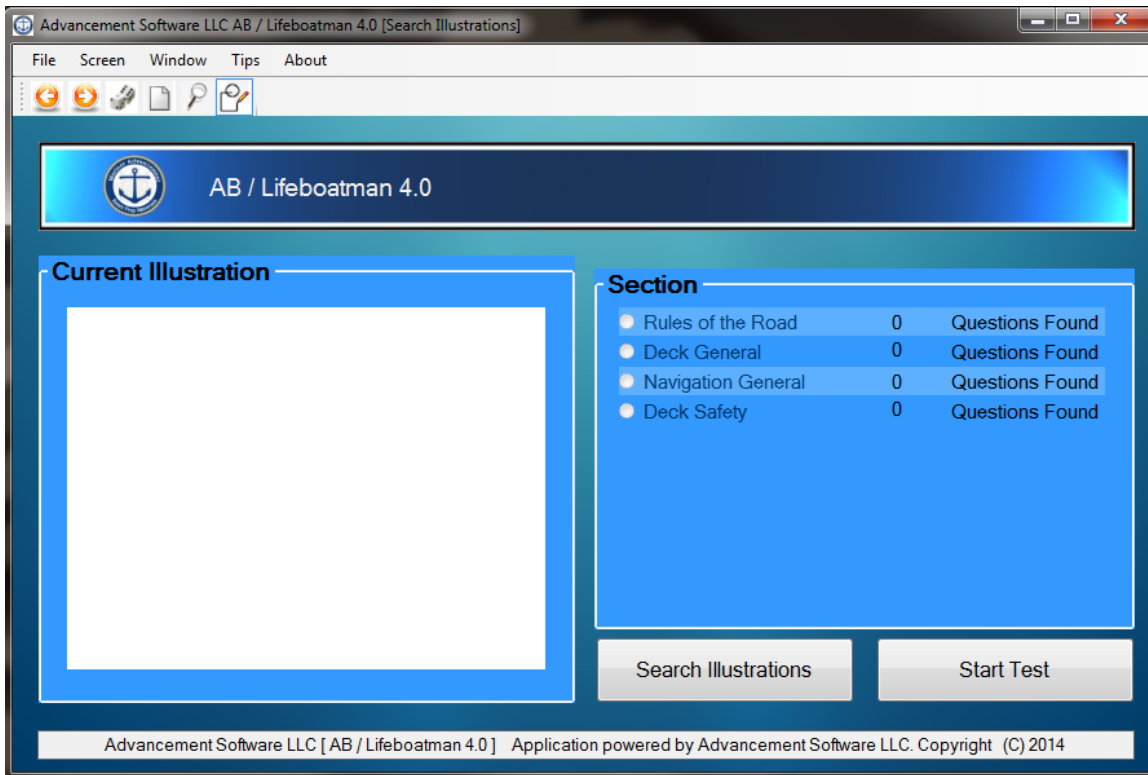 Advancement Software LLC AB / Lifeboatman 4.0 [Search Illustrations]
File Screen Window Tips About
AB / Lifeboatman 4.0
Current Illustration
Section
Rules of the Road 0 Questions Found
Deck General 0 Questions Found
Navigation General 0 Questions Found
Deck Safety 0 Questions Found
Search Illustrations Start Test
Advancement Software LLC [ AB / Lifeboatman 4.0 ] Application powered by Advancement Software LLC. Copyright (C) 2014